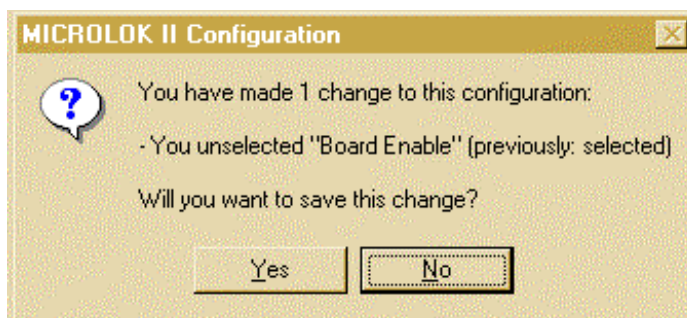 MICROLOK II Configuration
You have made 1 change to this configuration:
- You unselected "Board Enable" (previously: selected)
Will you want to save this change?
Yes No